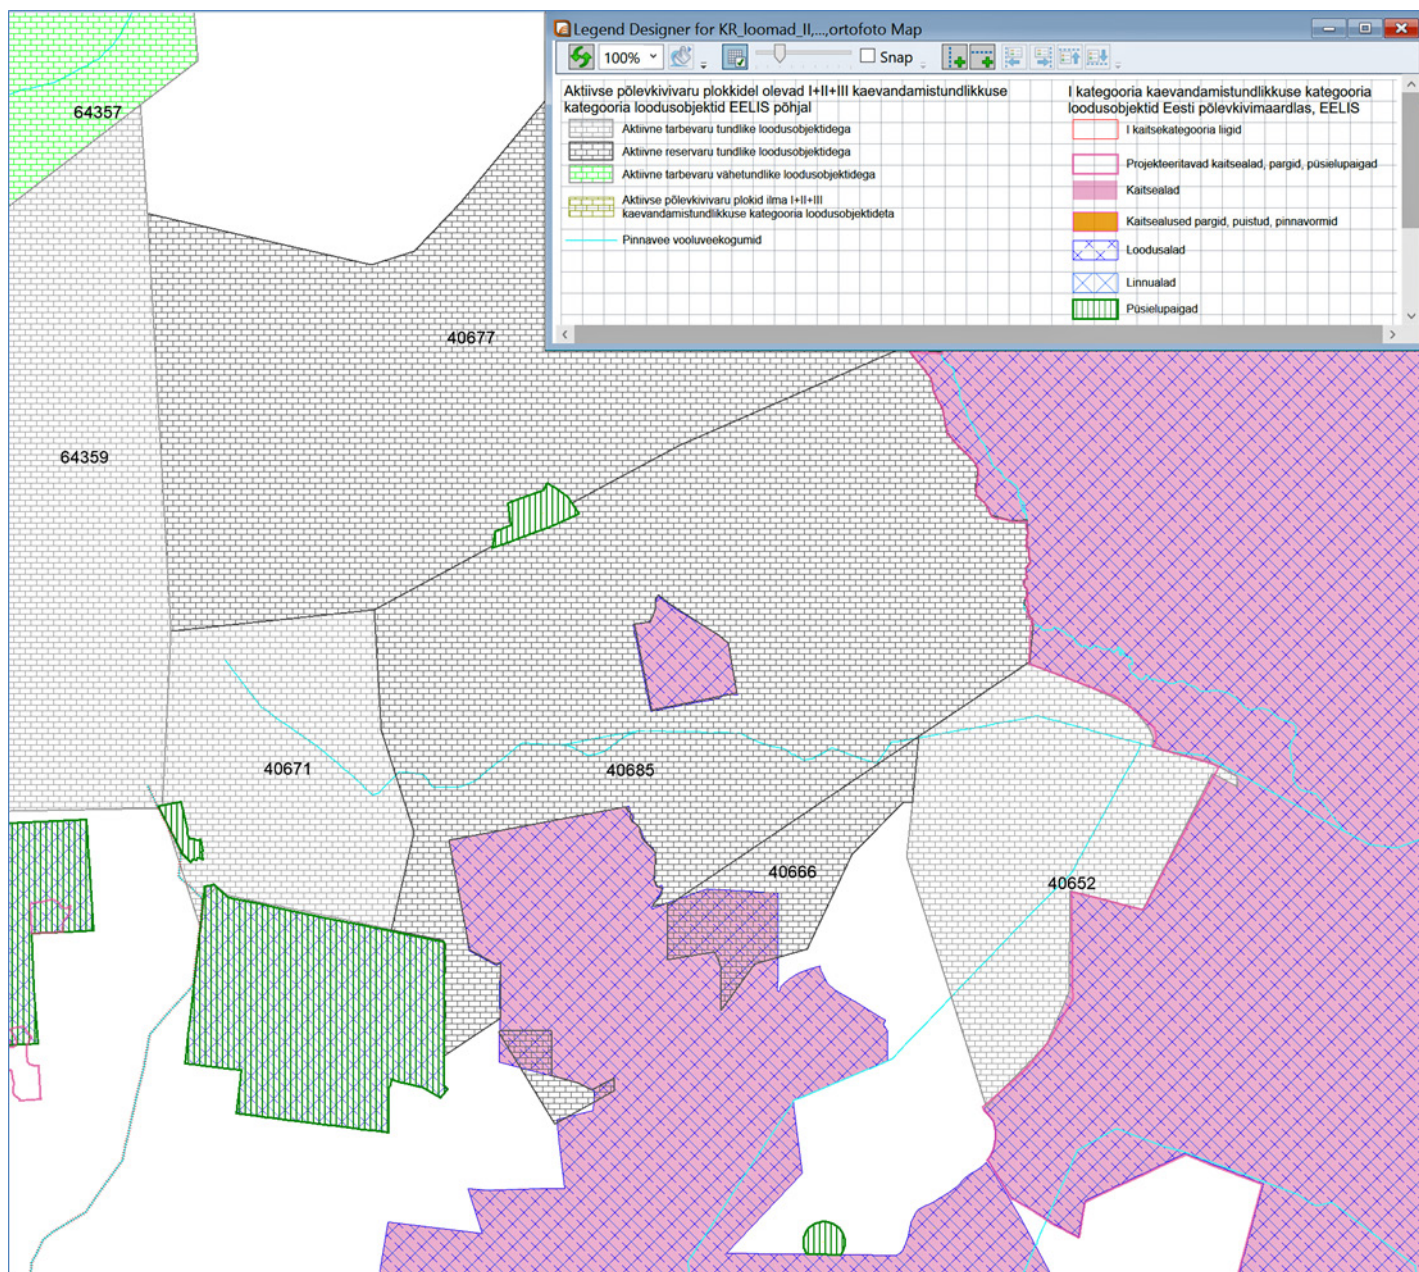 Legend Designer for KR_loomad_II,...,ortofoto Map
100%
Snap
Aktiivse põlevkivivaru plokkidel olevad I+II+III kaevandamistundlikkuse
kategooria loodusobjektid EELIS põhjal
Aktiivne tarbevaru tundlike loodusobjektidega
Aktiivne reservaru tundlike loodusobjektidega
Aktiivne tarbevaru vähetundlike loodusobjektidega
Aktiivse põlevkivivaru plokid ilma I+II+III
kaevandamistundlikkuse kategooria loodusobjektideta
Pinnavee vooluveekogumid
I kategooria kaevandamistundlikkuse kategooria
loodusobjektid Eesti põlevkivimaardlas, EELIS
I kaitsekategooria liigid
Projekteeritavad kaitsealad, pargid, püsielupaigad
Kaitsealad
Kaitsealused pargid, puistud, pinnavormid
Loodusalad
Linnualad
Püsielupaigad
64357
40677
64359
40671
40685
40666
40652